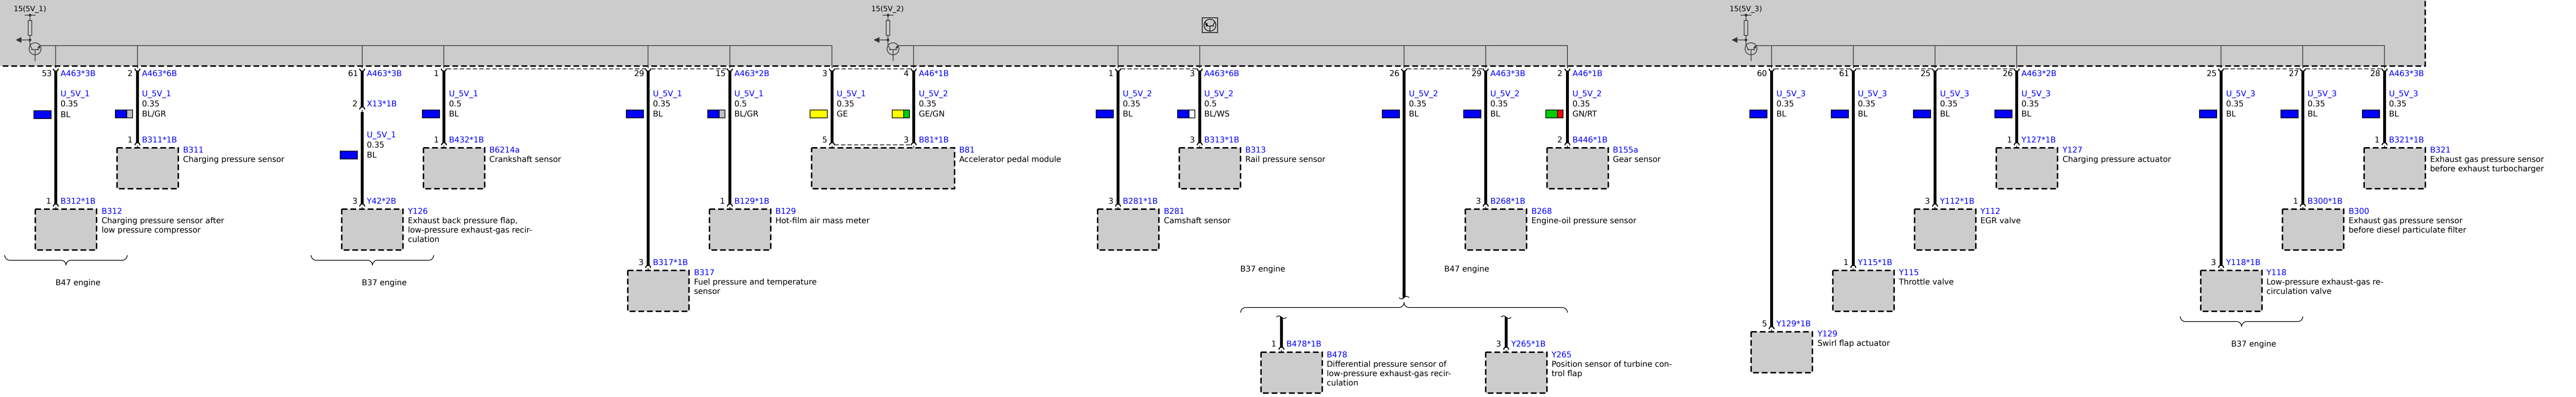 15(5V_1)
15(5V_2)
15(5V_3)
53 A463*3B
2 A463*6B
61 A463*3B
1
29
15 A463*2B
3
4 A46*1B
1
3 A463*6B
26
29 A463*3B
2 A46*1B
60
61
25
26 A463*2B
25
27
28 A463*3B
U_5V_1
0.35
BL
U_5V_1
0.35
BL/GR
2 X13*1B
U_5V_1
0.35
BL
U_5V_1
0.5
BL
U_5V_1
0.35
BL
U_5V_1
0.5
BL/GR
U_5V_1
0.35
GE
U_5V_2
0.35
GE/GN
U_5V_2
0.35
BL
U_5V_2
0.5
BL/WS
U_5V_2
0.35
BL
U_5V_2
0.35
BL
U_5V_2
0.35
GN/RT
U_5V_3
0.35
BL
U_5V_3
0.35
BL
U_5V_3
0.35
BL
U_5V_3
0.35
BL
U_5V_3
0.35
BL
U_5V_3
0.35
BL
U_5V_3
0.35
BL
1 B311*1B
B311
Charging pressure sensor
1 B432*1B
B6214a
Crankshaft sensor
5
3 B81*1B
B81
Accelerator pedal module
3 B313*1B
B313
Rail pressure sensor
2 B446*1B
B155a
Gear sensor
1 Y127*1B
Y127
Charging pressure actuator
1 B321*1B
B321
Exhaust gas pressure sensor
before exhaust turbocharger
1 B312*1B
B312
Charging pressure sensor after
low pressure compressor
3 Y42*2B
Y126
Exhaust back pressure flap,
low-pressure exhaust-gas recir-
culation
1 B129*1B
B129
Hot-film air mass meter
3 B281*1B
B281
Camshaft sensor
3 B268*1B
B268
Engine-oil pressure sensor
3 Y112*1B
Y112
EGR valve
1 B300*1B
B300
Exhaust gas pressure sensor
before diesel particulate filter
B47 engine
B37 engine
3 B317*1B
B317
Fuel pressure and temperature
sensor
B37 engine
B47 engine
1 Y115*1B
Y115
Throttle valve
3 Y118*1B
Y118
Low-pressure exhaust-gas re-
circulation valve
5 Y129*1B
Y129
Swirl flap actuator
B37 engine
1 B478*1B
B478
Differential pressure sensor of
low-pressure exhaust-gas recir-
culation
3 Y265*1B
Y265
Position sensor of turbine con-
trol flap